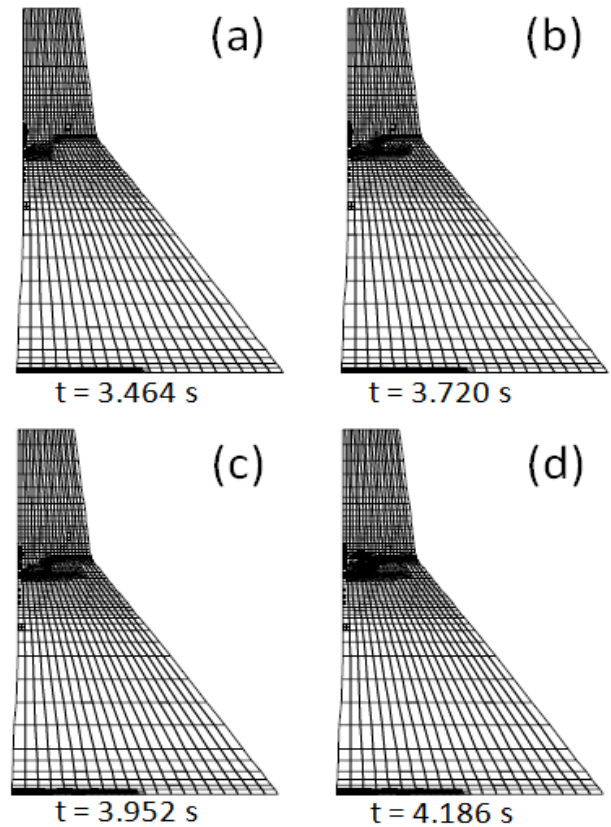 (a)
(b)
t = 3.464 s
t = 3.720 s
(c)
(d)
t = 3.952 s
t = 4.186 s